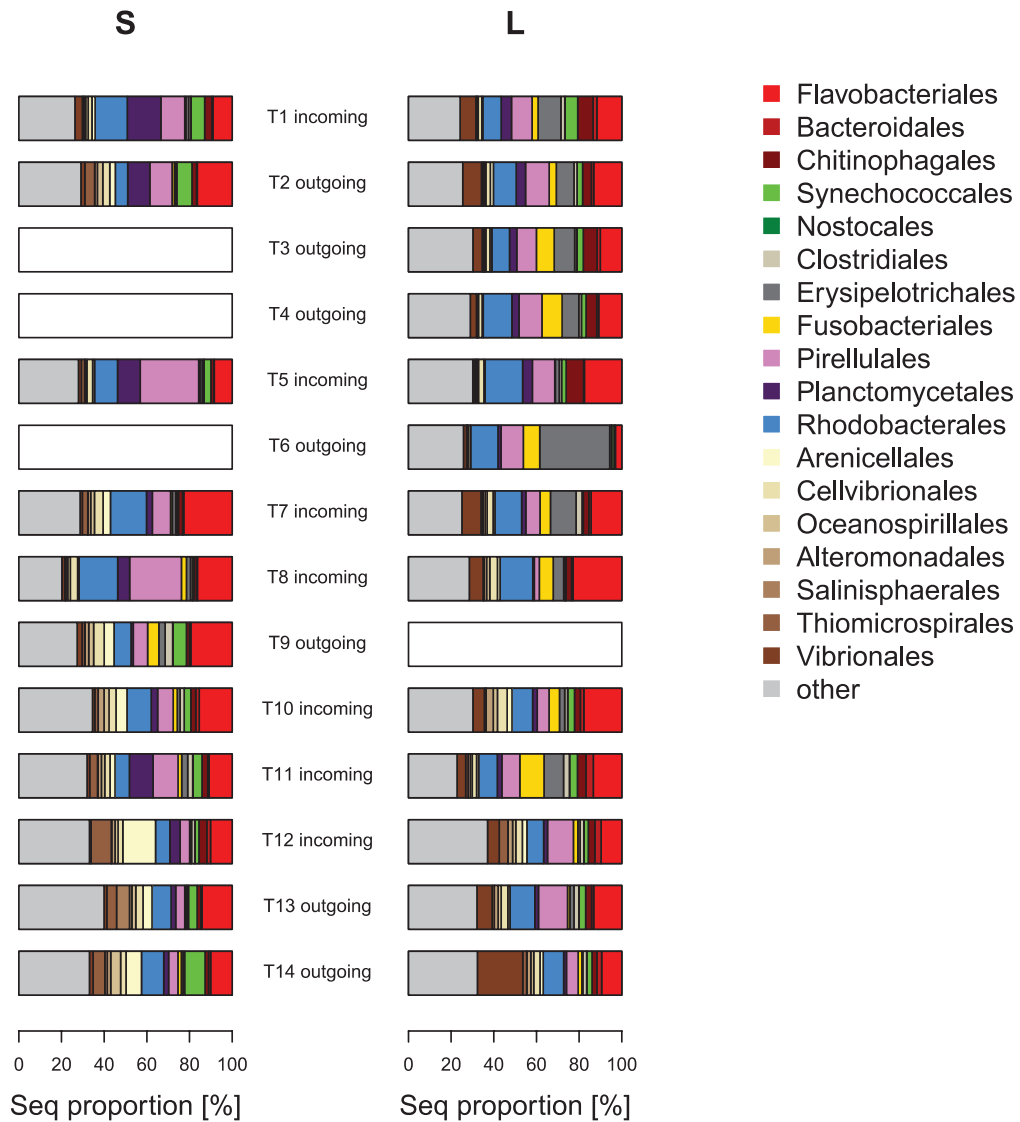 S L
T1 incoming
T2 outgoing
T3 outgoing
T4 outgoing
T5 incoming
T6 outgoing
T7 incoming
T8 incoming
T9 outgoing
T10 incoming
T11 incoming
T12 incoming
T13 outgoing
T14 outgoing
0 20 40 60 80 100
0 20 40 60 80 100
Seq proportion [%]
Seq proportion [%]
Flavobacteriales
Bacteroidales
Chitinophagales
Synechococcales
Nostocales
Clostridiales
Erysipelotrichales
Fusobacteriales
Pirellulales
Planctomycetales
Rhodobacterales
Arenicellales
Cellvibrionales
Oceanospirillales
Alteromonadales
Salinisphaerales
Thiomicrospirales
Vibrionales
other